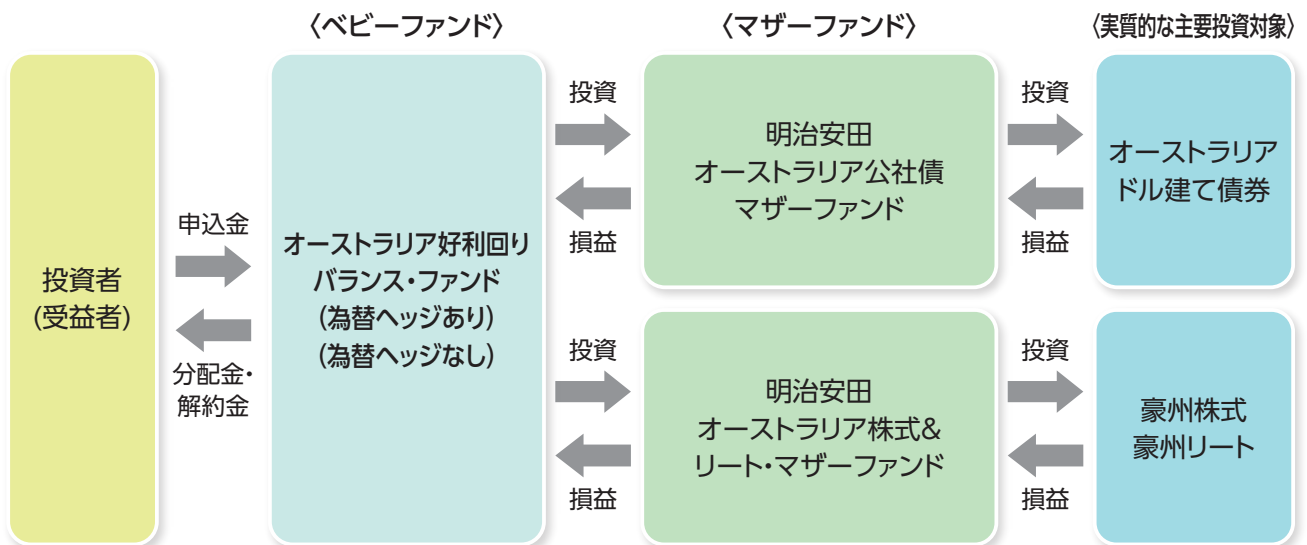 〈ベビーファンド〉
〈マザーファンド〉
〈実質的な主要投資対象〉
投資者
(受益者)
申込金
分配金・
解約金
オーストラリア好利回り
バランス・ファンド
(為替ヘッジあり)
(為替ヘッジなし)
投資
損益
明治安田
オーストラリア公社債
マザーファンド
投資
損益
オーストラリア
ドル建て債券
投資
損益
明治安田
オーストラリア株式&
リート・マザーファンド
投資
損益
豪州株式
豪州リート